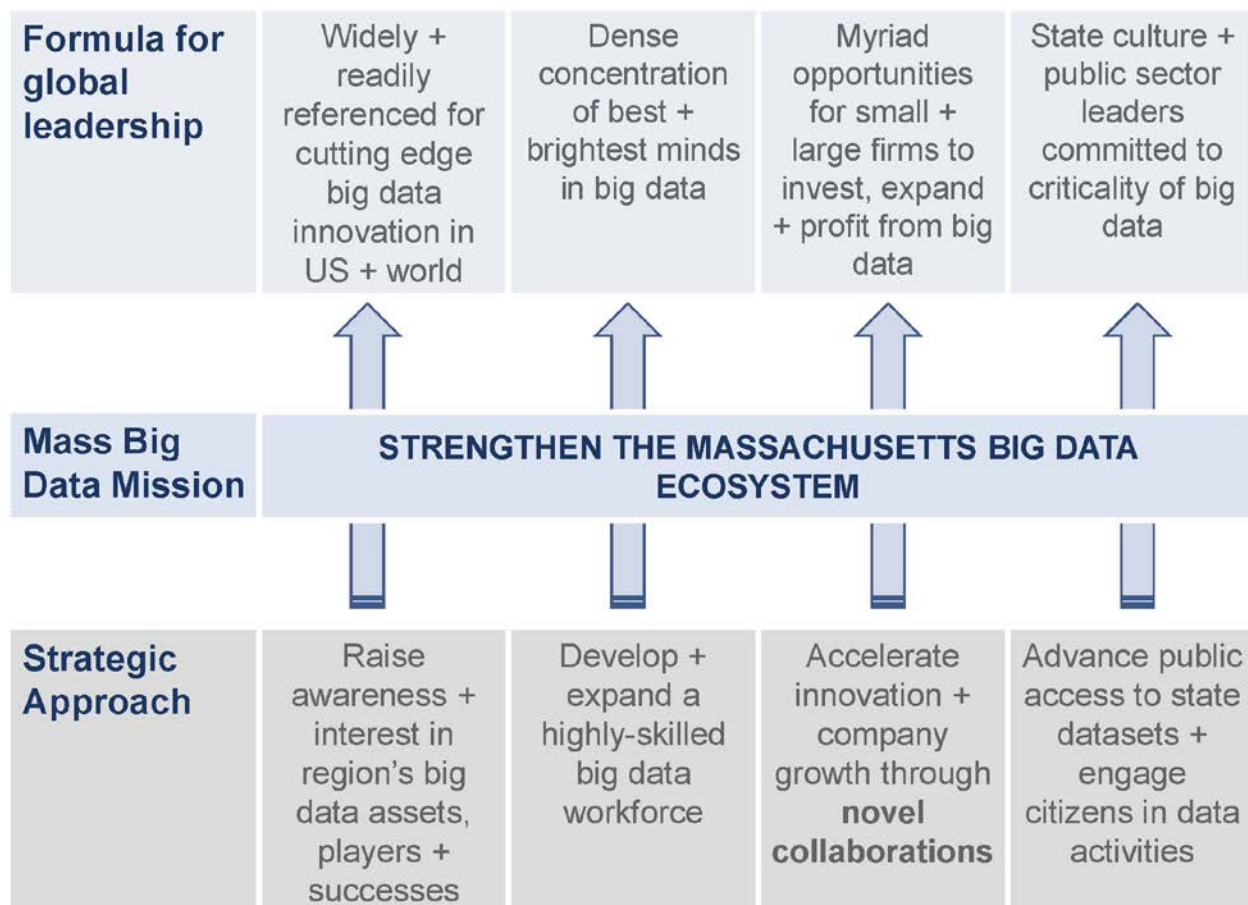 Formula for
global
leadership
Widely +
readily
referenced for
cutting edge
big data
innovation in
US + world
Dense
concentration
of best +
brightest minds
in big data
Myriad
opportunities
for small +
large firms to
invest, expand
+ profit from big
data
State culture +
public sector
leaders
committed to
criticality of big
data
Mass Big
Data Mission
STRENGTHEN THE MASSACHUSETTS BIG DATA
ECOSYSTEM
Strategic
Approach
Raise
awareness +
interest in
region's big
data assets,
players +
successes
Develop +
expand a
highly-skilled
big data
workforce
Accelerate
innovation +
company
growth through
novel
collaborations
Advance public
access to state
datasets +
engage
citizens in data
activities